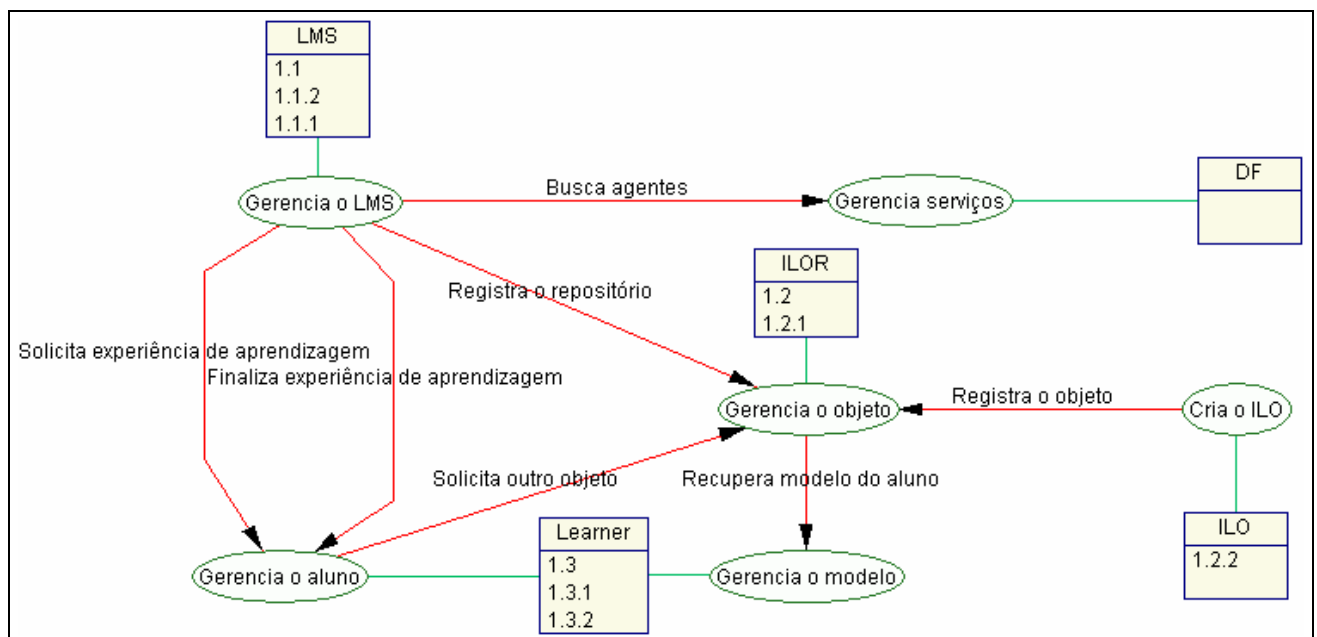 LMS
1.1
1.1.2
1.1.1
Gerencia o LMS
Busca agentes
Gerencia serviços
DF
ILOR
1.2
1.2.1
Registra o repositório
Solicita experiência de aprendizagem
Finaliza experiência de aprendizagem
Gerencia o objeto
Registra o objeto
Cria o ILO
Solicita outro objeto
Recupera modelo do aluno
Learner
1.3
1.3.1
1.3.2
ILO
1.2.2
Gerencia o aluno
Gerencia o modelo